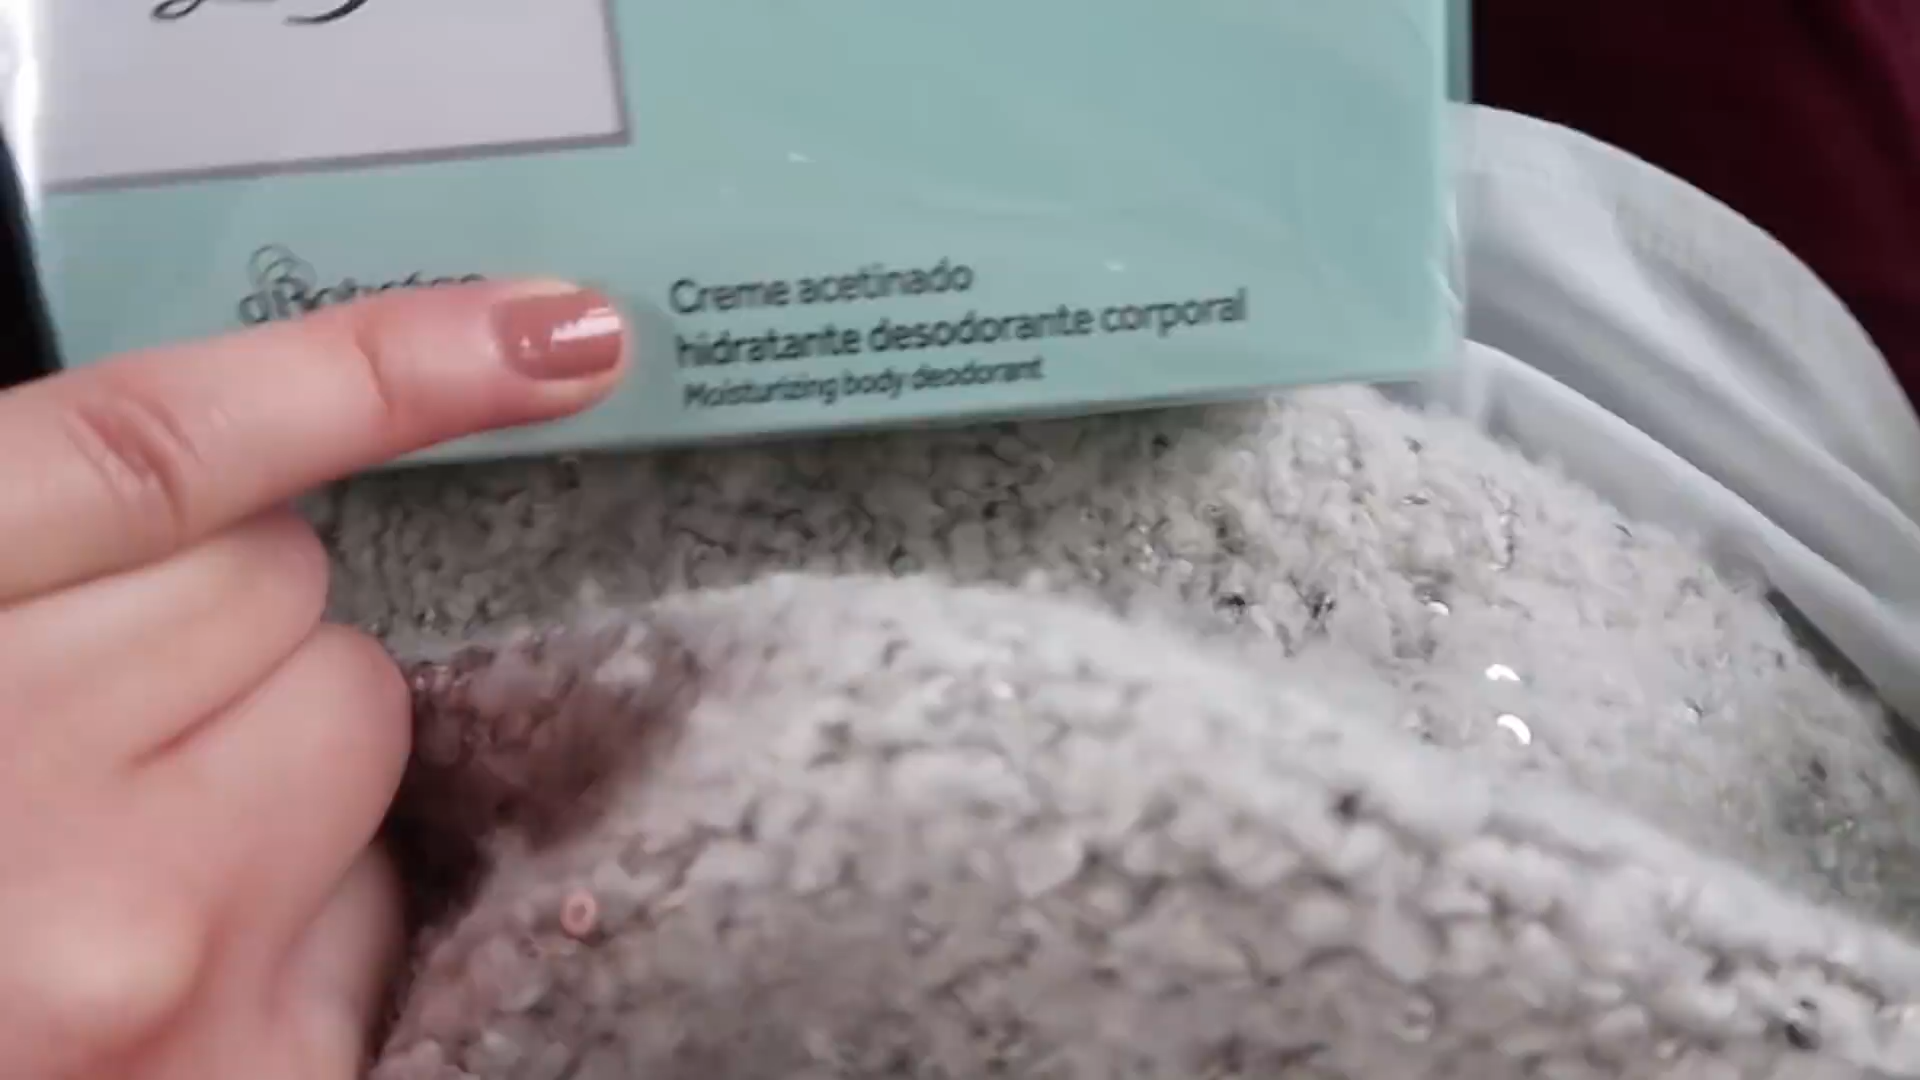 Creme acetinado
hidratante desodorante corporal
Moisturizing body deodorant